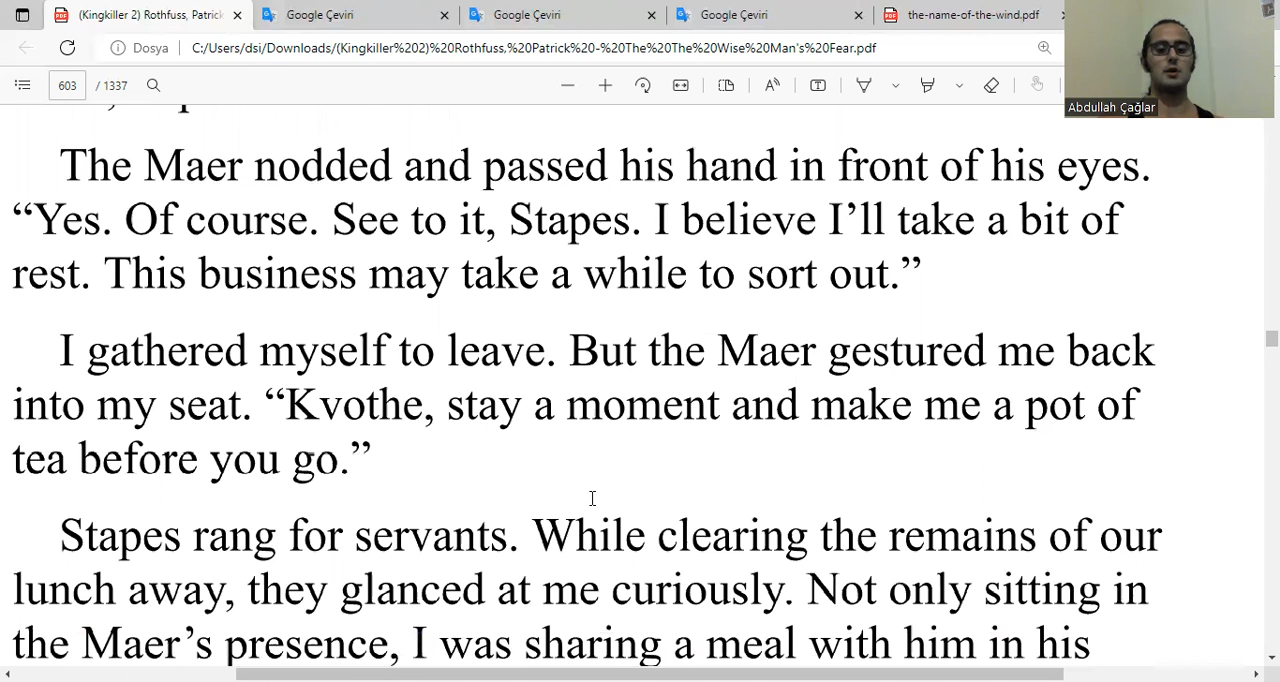 (Kingkiller 2) Rothfuss, Patrick
Google Çeviri
Google Çeviri
Google Çeviri
the-name-of-the-wind.pdf
Dosya
C:/Users/dsi/Downloads/(Kingkiller%202)%20Rothfuss,%20Patrick%20-%20The%20The%20Wise%20Man's%20Fear.pdf
603 / 1337
Abdullah Çağlar
The Maer nodded and passed his hand in front of his eyes.
“Yes. Of course. See to it, Stapes. I believe I’ll take a bit of
rest. This business may take a while to sort out.”
I gathered myself to leave. But the Maer gestured me back
into my seat. “Kvothe, stay a moment and make me a pot of
tea before you go.”
Stapes rang for servants. While clearing the remains of our
lunch away, they glanced at me curiously. Not only sitting in
the Maer’s presence, I was sharing a meal with him in his